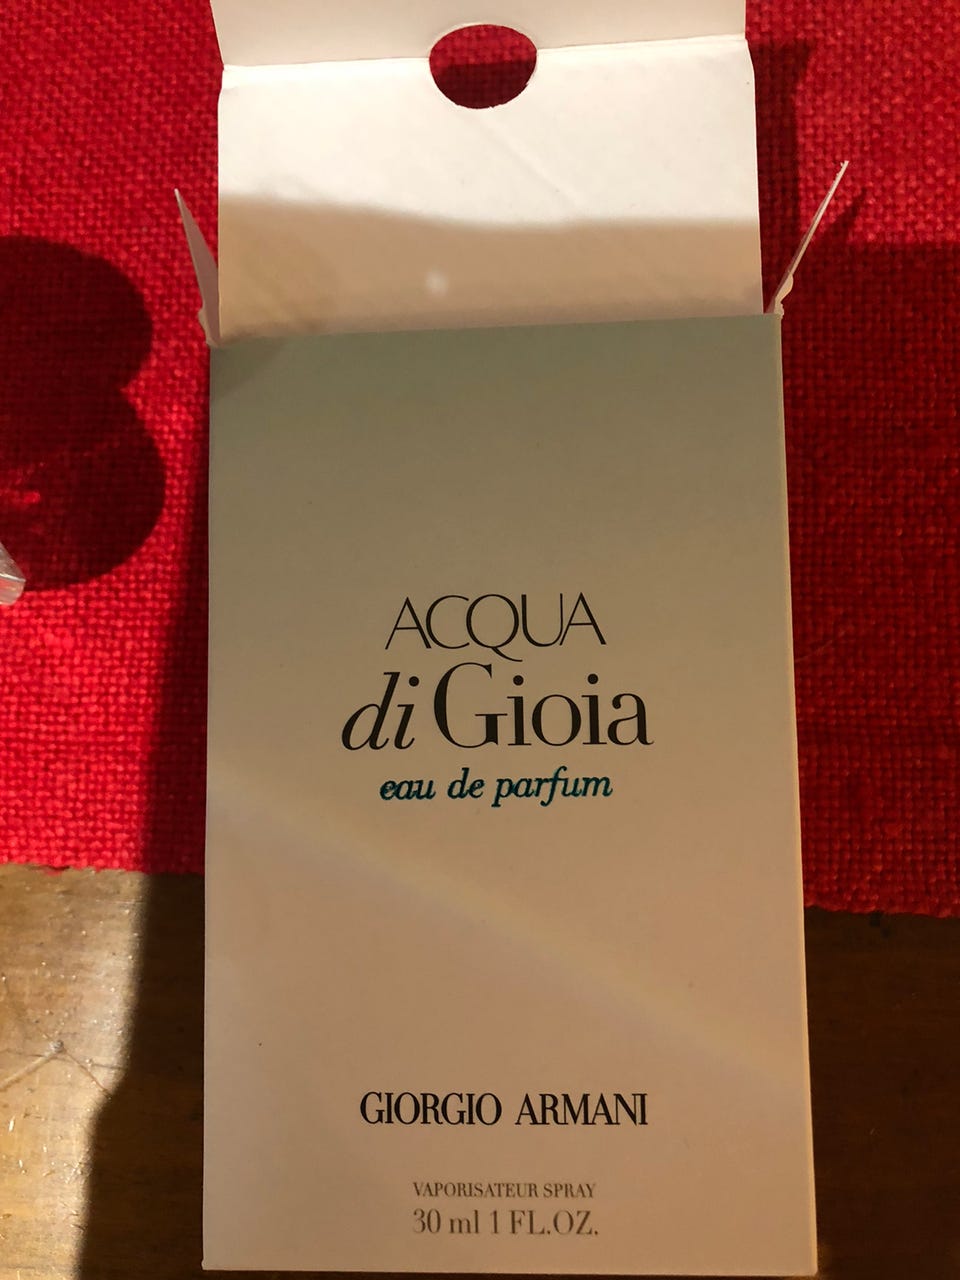 ACQUA
di Gioia
eau de parfum
GIORGIO ARMANI
VAPORISATEUR SPRAY
30 ml 1 FL.OZ.